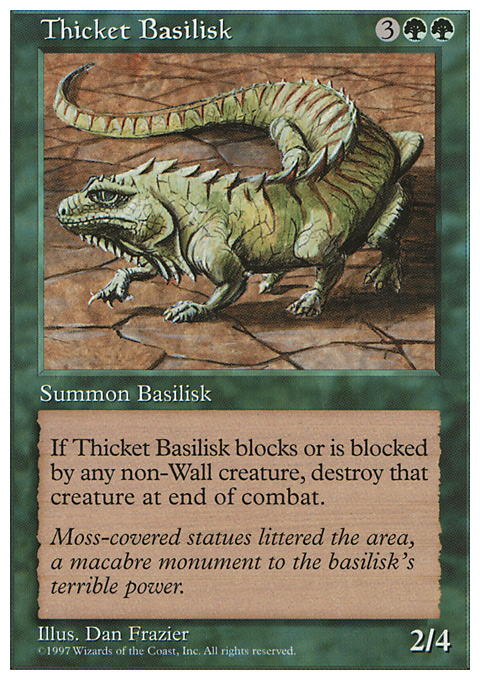 Thicket Basilisk 3
Summon Basilisk
If Thicket Basilisk blocks or is blocked
by any non-Wall creature, destroy that
creature at end of combat.
Moss-covered statues littered the area,
a macabre monument to the basilisk's
terrible power.
Illus. Dan Frazier
2/4
©1997 Wizards of the Coast, Inc. All rights reserved.